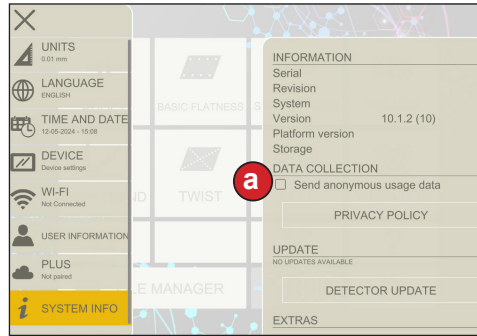 UNITS
0.01 mm
LANGUAGE
ENGLISH
TIME AND DATE
12-05-2024 - 15:08
DEVICE
Device settings
WI-FI
Not Connected
USER INFORMATION
PLUS
Not paired
SYSTEM INFO
BASIC FLATNESS
S
ND
TWIST
E MANAGER
a
INFORMATION
Serial
Revision
System
Version 10.1.2 (10)
Platform version
Storage
DATA COLLECTION
Send anonymous usage data
PRIVACY POLICY
UPDATE
NO UPDATES AVAILABLE
DETECTOR UPDATE
EXTRAS